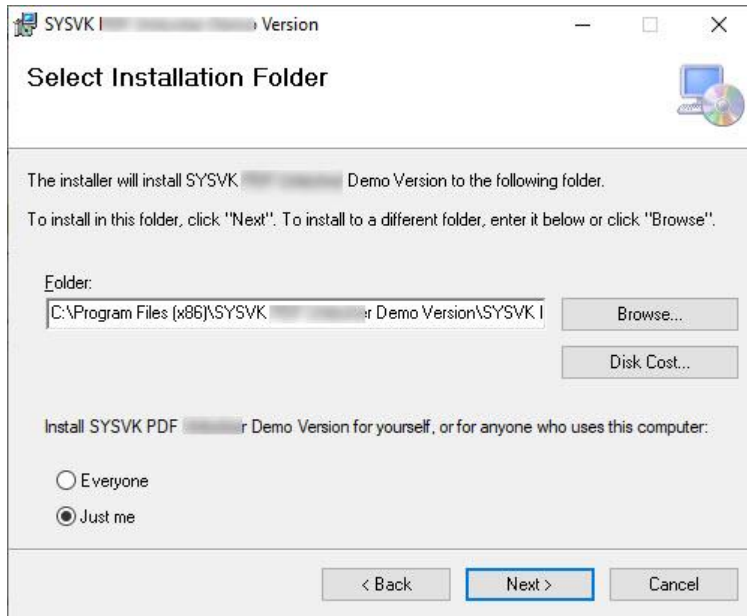 SYSVK Version
Select Installation Folder
The installer will install SYSVK Demo Version to the following folder.
To install in this folder, click "Next". To install to a different folder, enter it below or click "Browse".
Folder:
C:\Program Files (x86)\SYSVK r Demo Version\SYSVK
Browse...
Disk Cost...
Install SYSVK PDF r Demo Version for yourself, or for anyone who uses this computer:
Everyone
Just me
< Back
Next >
Cancel